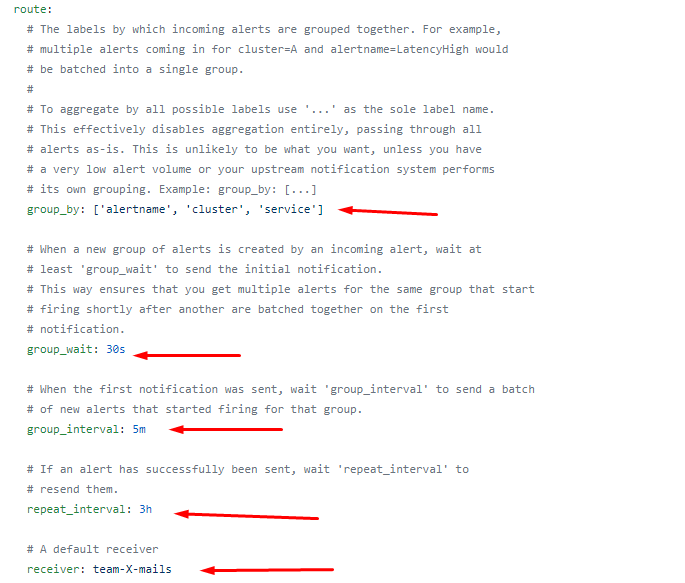 route:
# The labels by which incoming alerts are grouped together. For example,
# multiple alerts coming in for cluster=A and alertname=LatencyHigh would
# be batched into a single group.
#
# To aggregate by all possible labels use '...' as the sole label name.
# This effectively disables aggregation entirely, passing through all
# alerts as-is. This is unlikely to be what you want, unless you have
# a very low alert volume or your upstream notification system performs
# its own grouping. Example: group_by: [...]
group_by: ['alertname', 'cluster', 'service']
# When a new group of alerts is created by an incoming alert, wait at
# least 'group_wait' to send the initial notification.
# This way ensures that you get multiple alerts for the same group that start
# firing shortly after another are batched together on the first
# notification.
group_wait: 30s
# When the first notification was sent, wait 'group_interval' to send a batch
# of new alerts that started firing for that group.
group_interval: 5m
# If an alert has successfully been sent, wait 'repeat_interval' to
# resend them.
repeat_interval: 3h
# A default receiver
receiver: team-X-mails